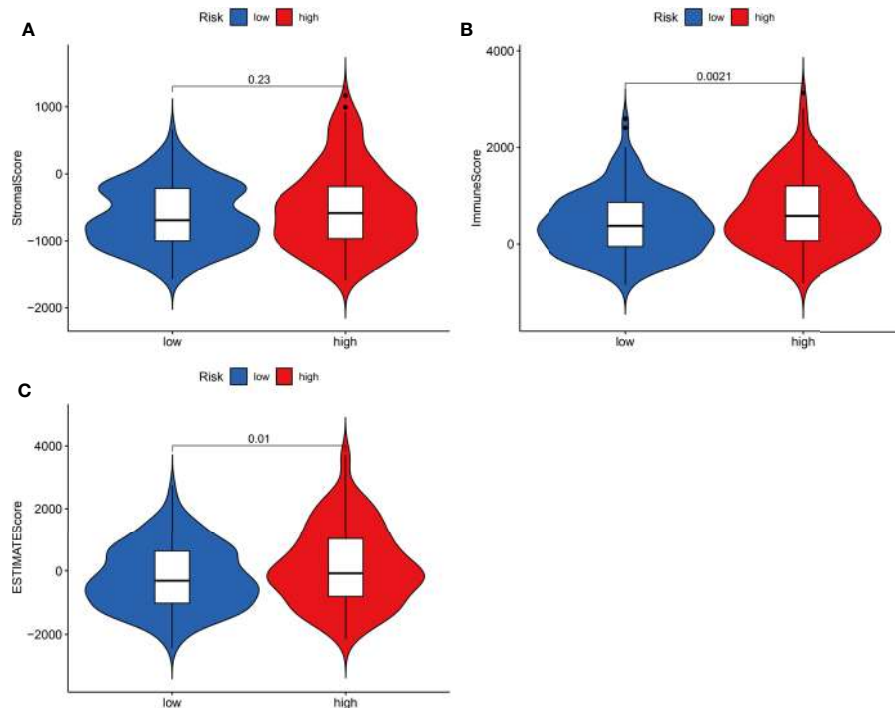 A
Risk low high
StromalScore
1000
0
−1000
−2000
0.23
low high
B
Risk low high
ImmuneScore
4000
2000
0
0.0021
low high
C
Risk low high
ESTIMATEScore
4000
2000
0
−2000
0.01
low high